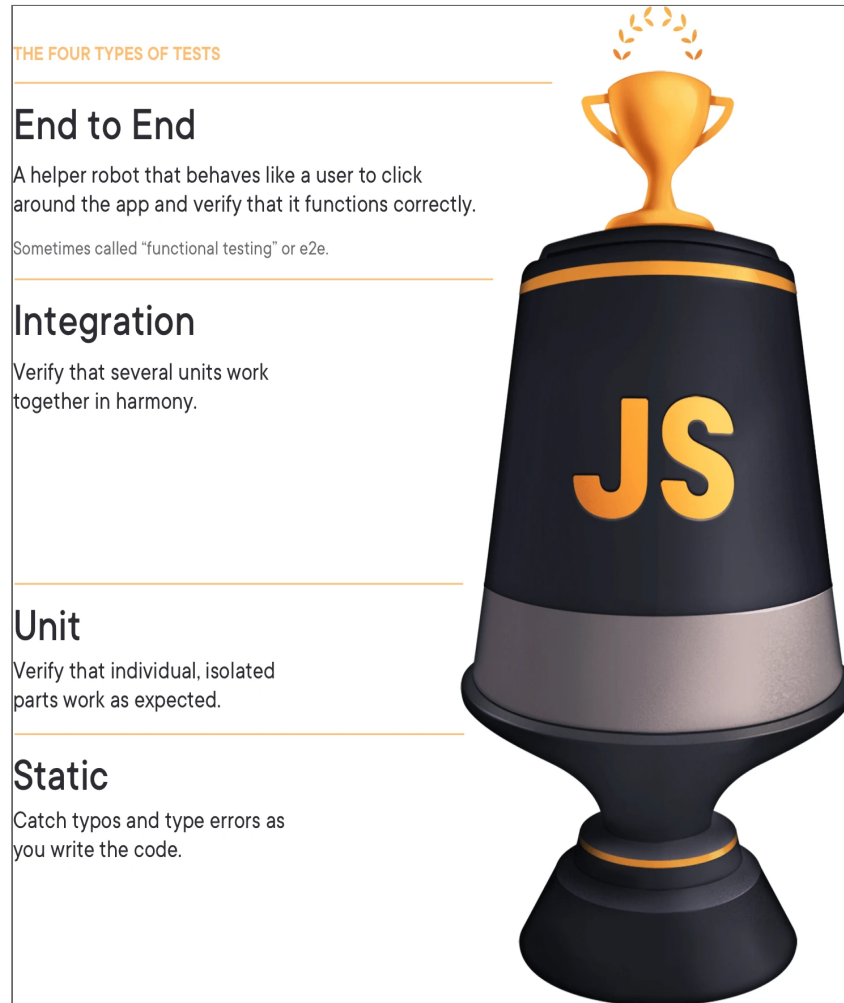 THE FOUR TYPES OF TESTS
End to End
A helper robot that behaves like a user to click
around the app and verify that it functions correctly.
Sometimes called “functional testing” or e2e.
Integration
Verify that several units work
together in harmony.
JS
Unit
Verify that individual, isolated
parts work as expected.
Static
Catch typos and type errors as
you write the code.